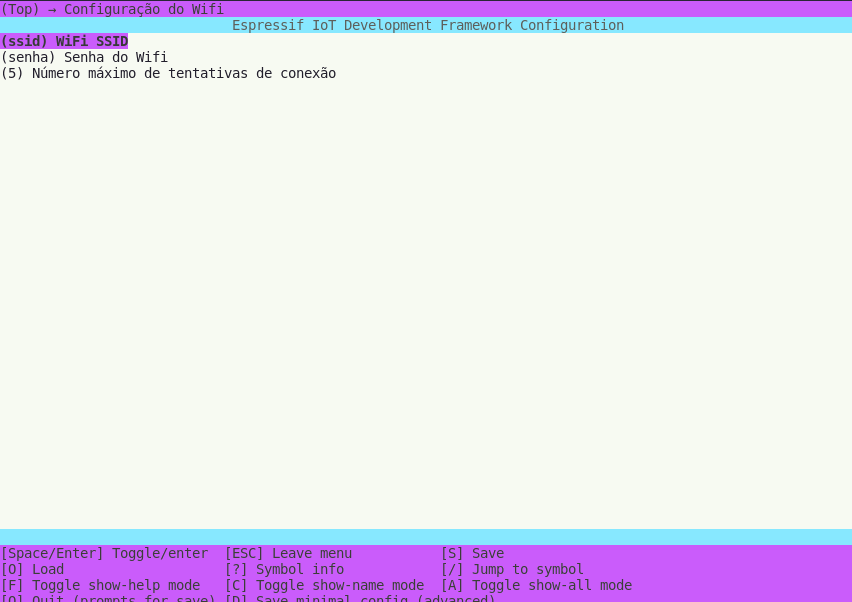 (Top) → Configuração do Wifi
Espressif IoT Development Framework Configuration
(ssid) WiFi SSID
(senha) Senha do Wifi
(5) Número máximo de tentativas de conexão
[Space/Enter] Toggle/enter [ESC] Leave menu [S] Save
[O] Load [?] Symbol info [/] Jump to symbol
[F] Toggle show-help mode [C] Toggle show-name mode [A] Toggle show-all mode
[Q] Quit (prompts for save) [D] Save minimal config (advanced)